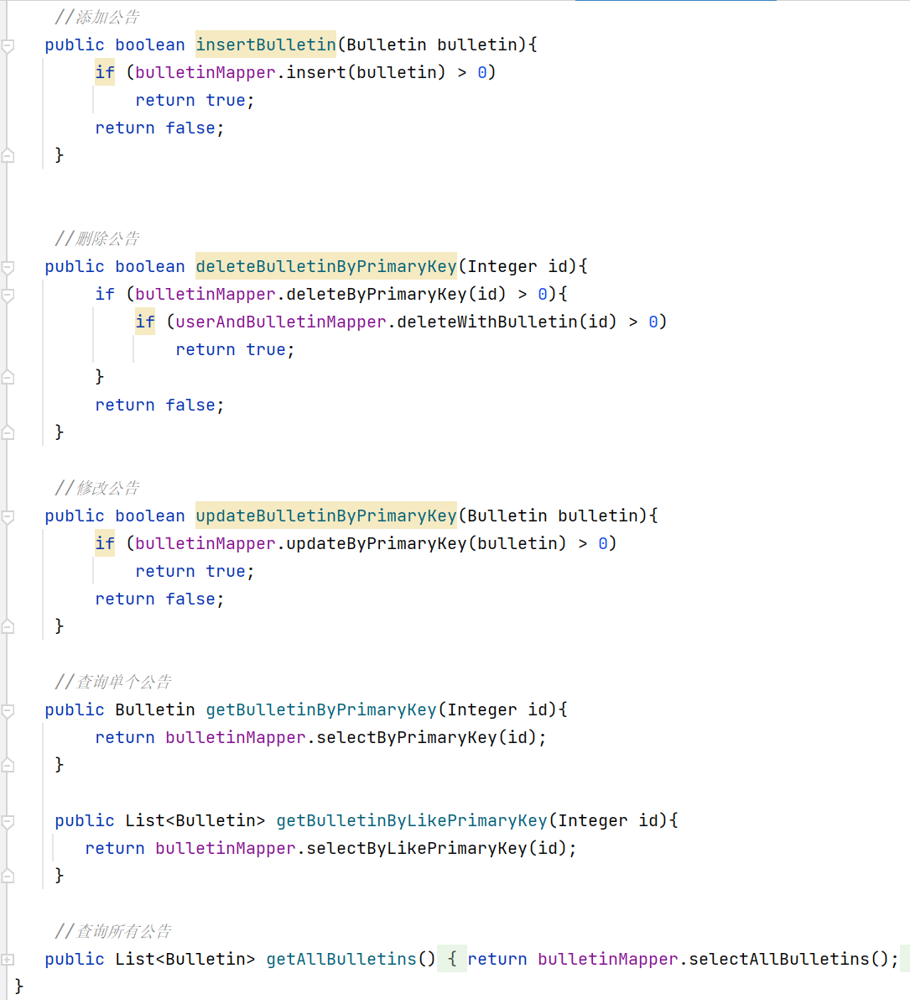 //添加公告
public boolean insertBulletin(Bulletin bulletin){
if (bulletinMapper.insert(bulletin) > 0)
return true;
return false;
}
//删除公告
public boolean deleteBulletinByPrimaryKey(Integer id){
if (bulletinMapper.deleteByPrimaryKey(id) > 0){
if (userAndBulletinMapper.deleteWithBulletin(id) > 0)
return true;
}
return false;
}
//修改公告
public boolean updateBulletinByPrimaryKey(Bulletin bulletin){
if (bulletinMapper.updateByPrimaryKey(bulletin) > 0)
return true;
return false;
}
//查询单个公告
public Bulletin getBulletinByPrimaryKey(Integer id){
return bulletinMapper.selectByPrimaryKey(id);
}
public List<Bulletin> getBulletinByLikePrimaryKey(Integer id){
return bulletinMapper.selectByLikePrimaryKey(id);
}
//查询所有公告
public List<Bulletin> getAllBulletins() { return bulletinMapper.selectAllBulletins();
}